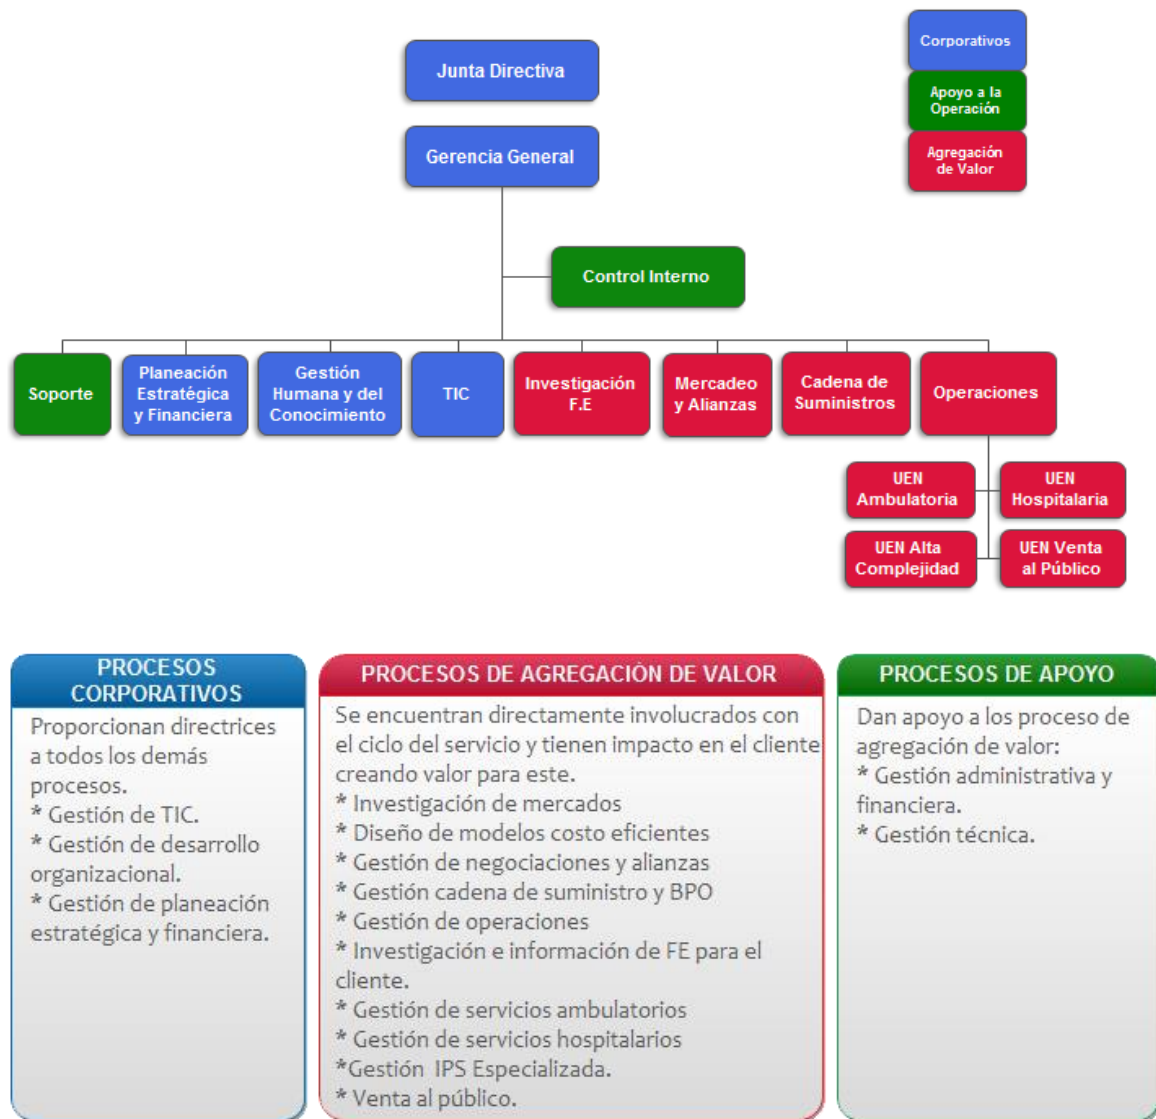 Junta Directiva
Gerencia General
Corporativos
Apoyo a la
Operación
Agregación
de Valor
Control Interno
Soporte
Planeación
Estratégica
y Financiera
Gestión
Humana y del
Conocimiento
TIC
Investigación
F.E
Mercadeo
y Alianzas
Cadena de
Suministros
Operaciones
UEN
Ambulatoria
UEN
Hospitalaria
UEN Alta
Complejidad
UEN Venta
al Público
PROCESOS
CORPORATIVOS
Proporcionan directrices
a todos los demás
procesos.
* Gestión de TIC.
* Gestión de desarrollo
organizacional.
* Gestión de planeación
estratégica y financiera.
PROCESOS DE AGREGACIÓN DE VALOR
Se encuentran directamente involucrados con
el ciclo del servicio y tienen impacto en el cliente
creando valor para este.
* Investigación de mercados
* Diseño de modelos costo eficientes
* Gestión de negociaciones y alianzas
* Gestión cadena de suministro y BPO
* Gestión de operaciones
* Investigación e información de FE para el
cliente.
* Gestión de servicios ambulatorios
* Gestión de servicios hospitalarios
*Gestión IPS Especializada.
* Venta al público.
PROCESOS DE APOYO
Dan apoyo a los proceso de
agregación de valor:
* Gestión administrativa y
financiera.
* Gestión técnica.